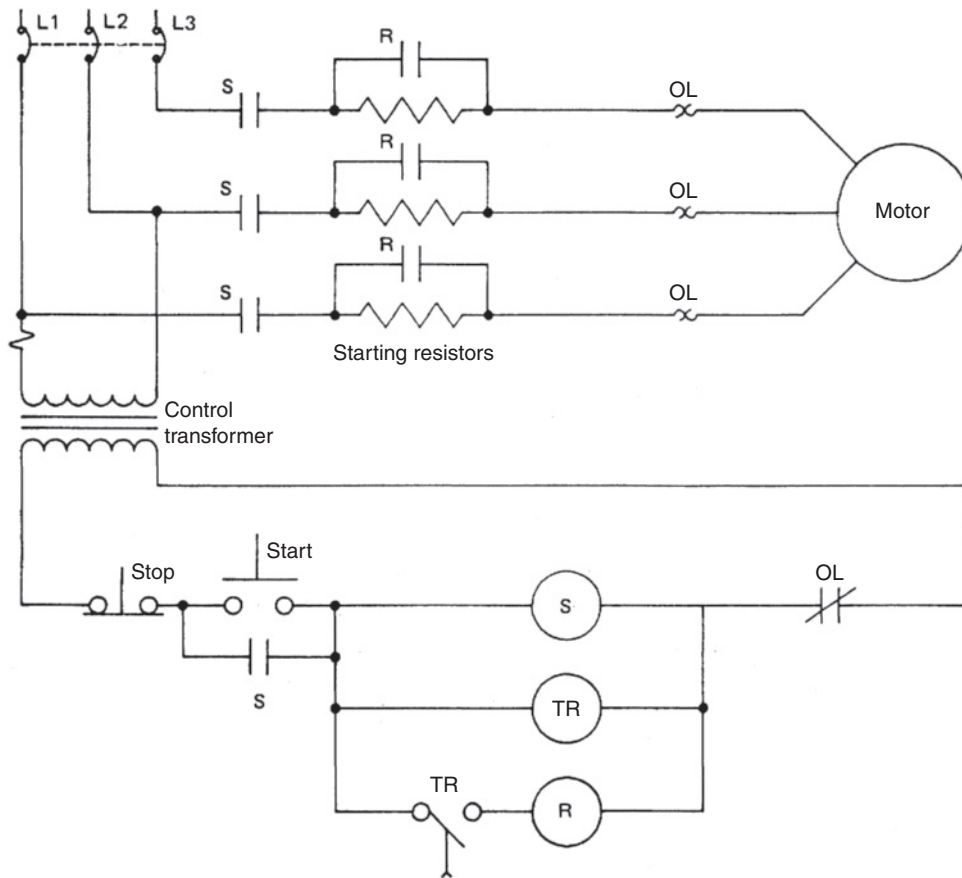 L1 L2 L3
R
S
OL
R
S
OL
Motor
R
S
OL
Starting resistors
Control
transformer
Start
Stop
OL
S
S
TR
TR
R